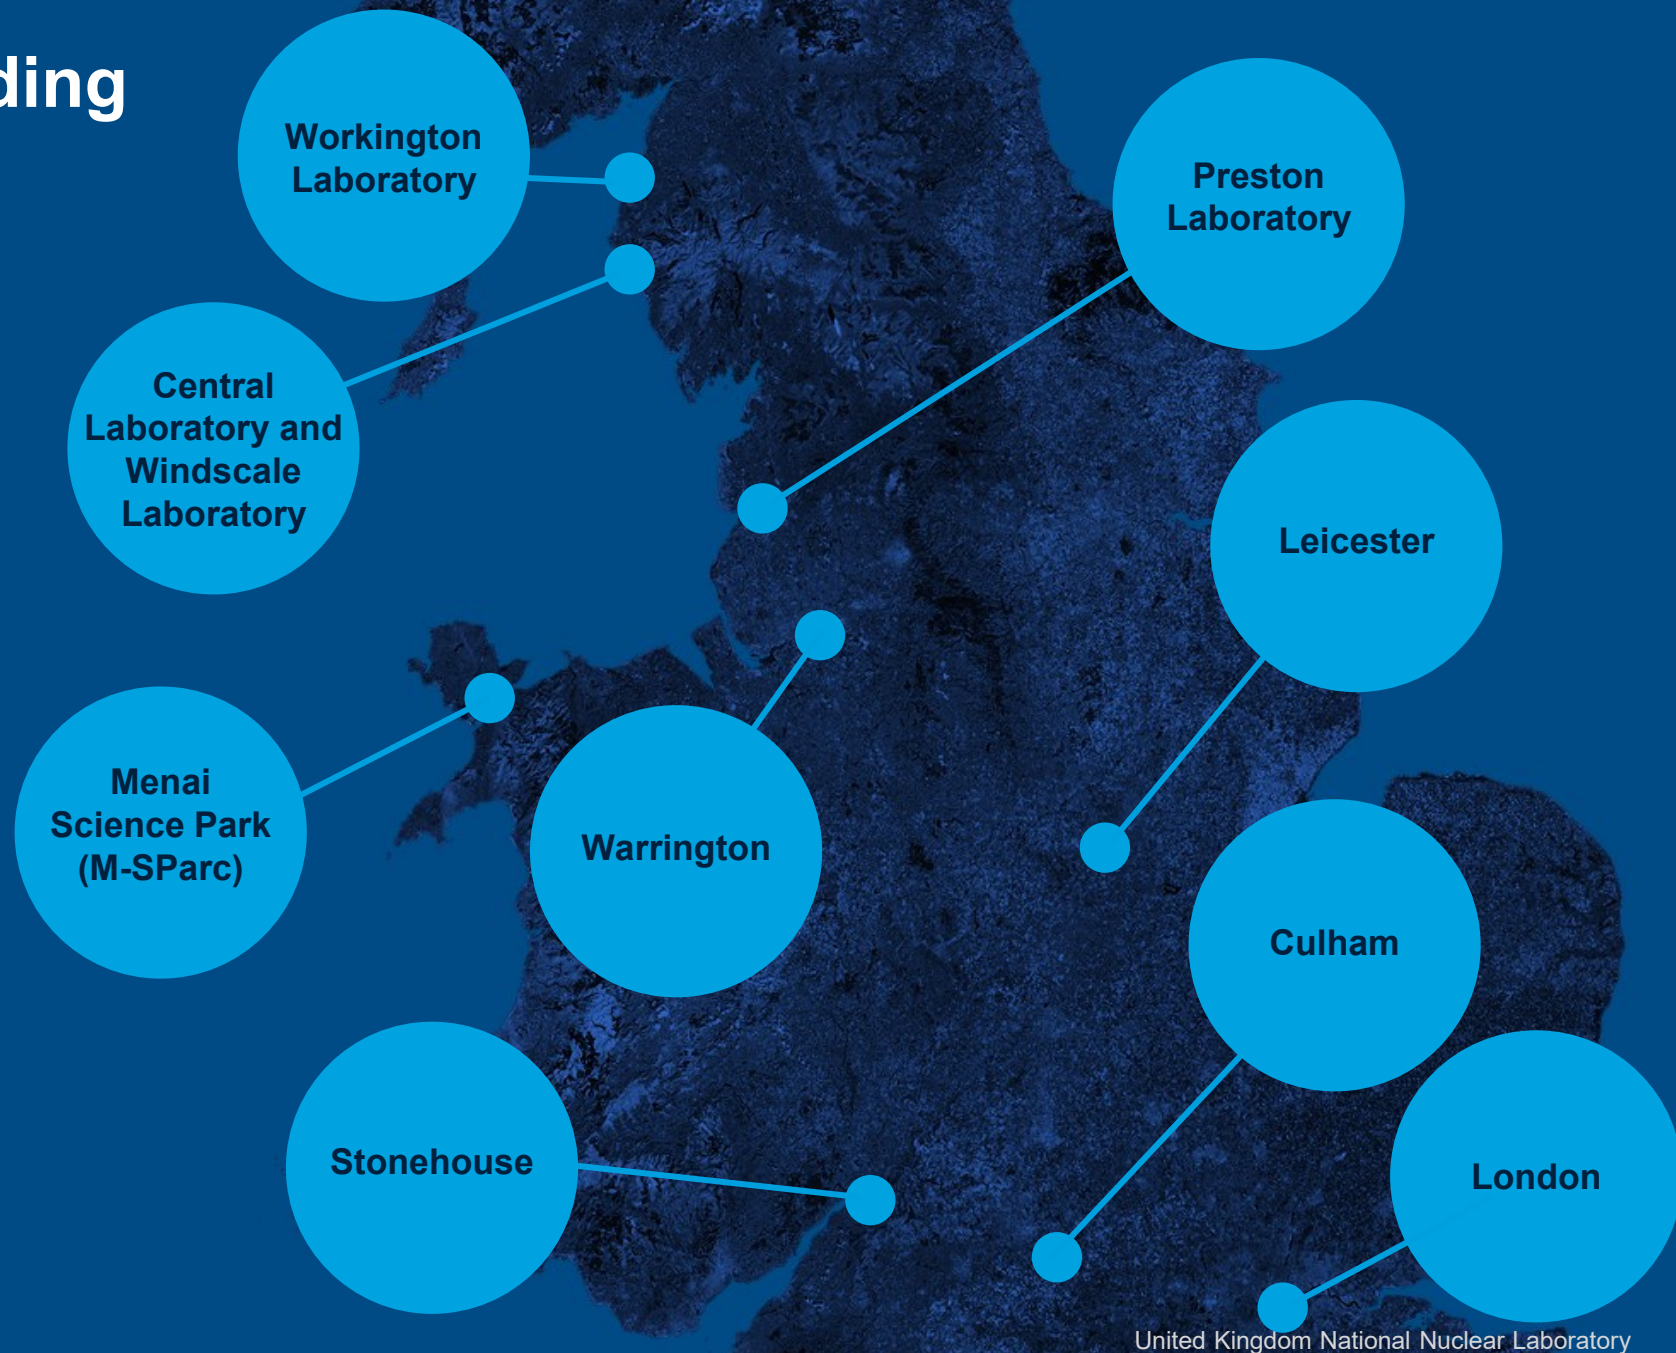 Workington
Laboratory
Preston
Laboratory
Central
Laboratory and
Windscale
Laboratory
Leicester
Menai
Science Park
(M-SParc)
Warrington
Culham
Stonehouse
London
United Kingdom National Nuclear Laboratory